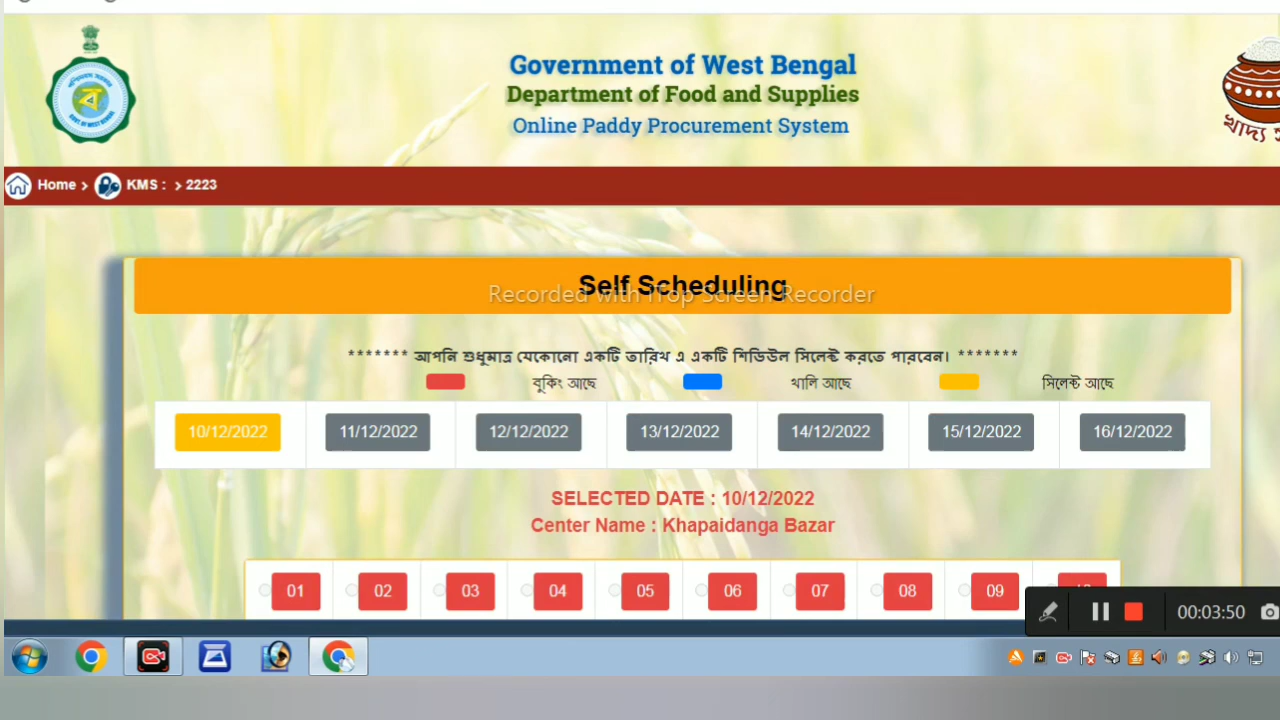 Government of West Bengal
Department of Food and Supplies
Online Paddy Procurement System
খাদ্য
Home > KMS : > 2223
Self Scheduling
Recorded with iTop Screen Recorder
******* আপনি শুধুমাত্র যেকোনো একটি তারিখ এ একটি শিডিউল সিলেক্ট করতে পারবেন। *******
বুকিং আছে খালি আছে সিলেক্ট আছে
10/12/2022 11/12/2022 12/12/2022 13/12/2022 14/12/2022 15/12/2022 16/12/2022
SELECTED DATE : 10/12/2022
Center Name : Khapaidanga Bazar
01 02 03 04 05 06 07 08 09
00:03:50